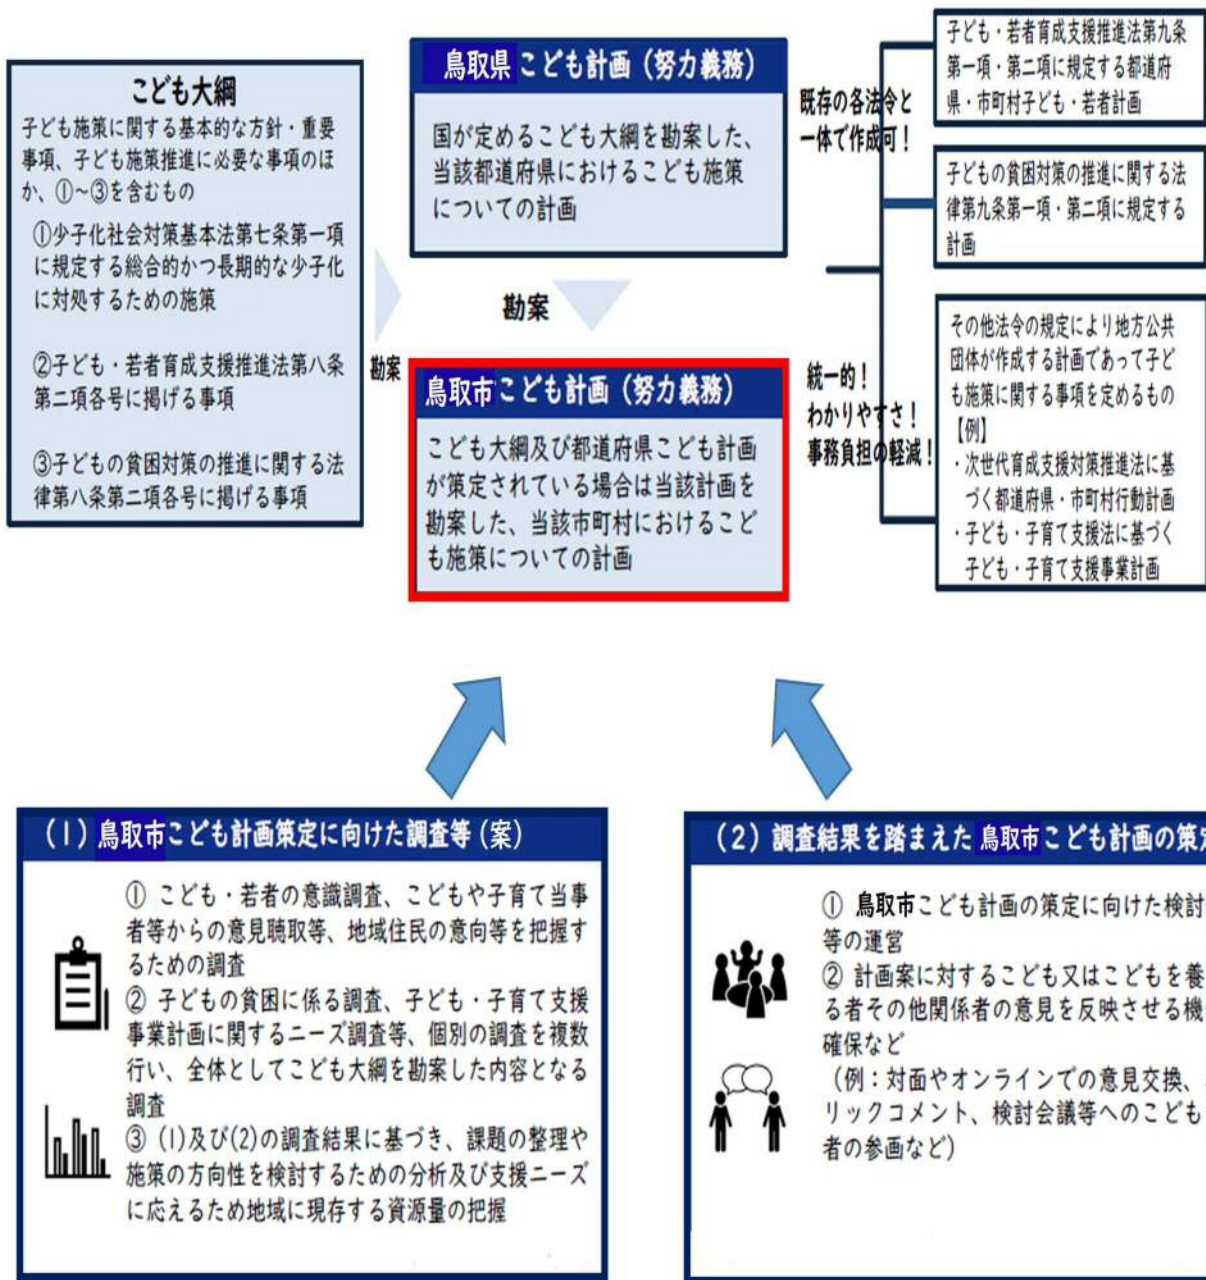 こども大綱
子ども施策に関する基本的な方針・重要
事項、子ども施策推進に必要な事項のほ
か、①～③を含むもの
①少子化社会対策基本法第七条第一項
に規定する総合的かつ長期的な少子化
に対処するための施策
②子ども・若者育成支援推進法第八条
第二項各号に掲げる事項
③子どもの貧困対策の推進に関する法
律第八条第二項各号に掲げる事項
勘案
鳥取県 こども計画（努力義務）
国が定めるこども大綱を勘案した、
当該都道府県におけるこども施策
についての計画
勘案
鳥取市こども計画（努力義務）
こども大綱及び都道府県こども計画
が策定されている場合は当該計画を
勘案した、当該市町村におけるこど
も施策についての計画
既存の各法令と
一体で作成可！
統一的！
わかりやすさ！
事務負担の軽減！
子ども・若者育成支援推進法第九条
第一項・第二項に規定する都道府
県・市町村子ども・若者計画
子どもの貧困対策の推進に関する法
律第九条第一項・第二項に規定する
計画
その他法令の規定により地方公共
団体が作成する計画であって子ど
も施策に関する事項を定めるもの
【例】
・次世代育成支援対策推進法に基
づく都道府県・市町村行動計画
・子ども・子育て支援法に基づく
子ども・子育て支援事業計画
(1) 鳥取市こども計画策定に向けた調査等(案)
① こども・若者の意識調査、こどもや子育て当事
者等からの意見聴取等、地域住民の意向等を把握す
るための調査
② 子どもの貧困に係る調査、子ども・子育て支援
事業計画に関するニーズ調査等、個別の調査を複数
行い、全体としてこども大綱を勘案した内容となる
調査
③ (1)及び(2)の調査結果に基づき、課題の整理や
施策の方向性を検討するための分析及び支援ニーズ
に応えるため地域に現存する資源量の把握
(2) 調査結果を踏まえた 鳥取市こども計画の策
① 鳥取市こども計画の策定に向けた検討
等の運営
② 計画案に対するこども又はこどもを養
る者その他関係者の意見を反映させる機
確保など
（例：対面やオンラインでの意見交換、
リックコメント、検討会議等へのこども
者の参画など）